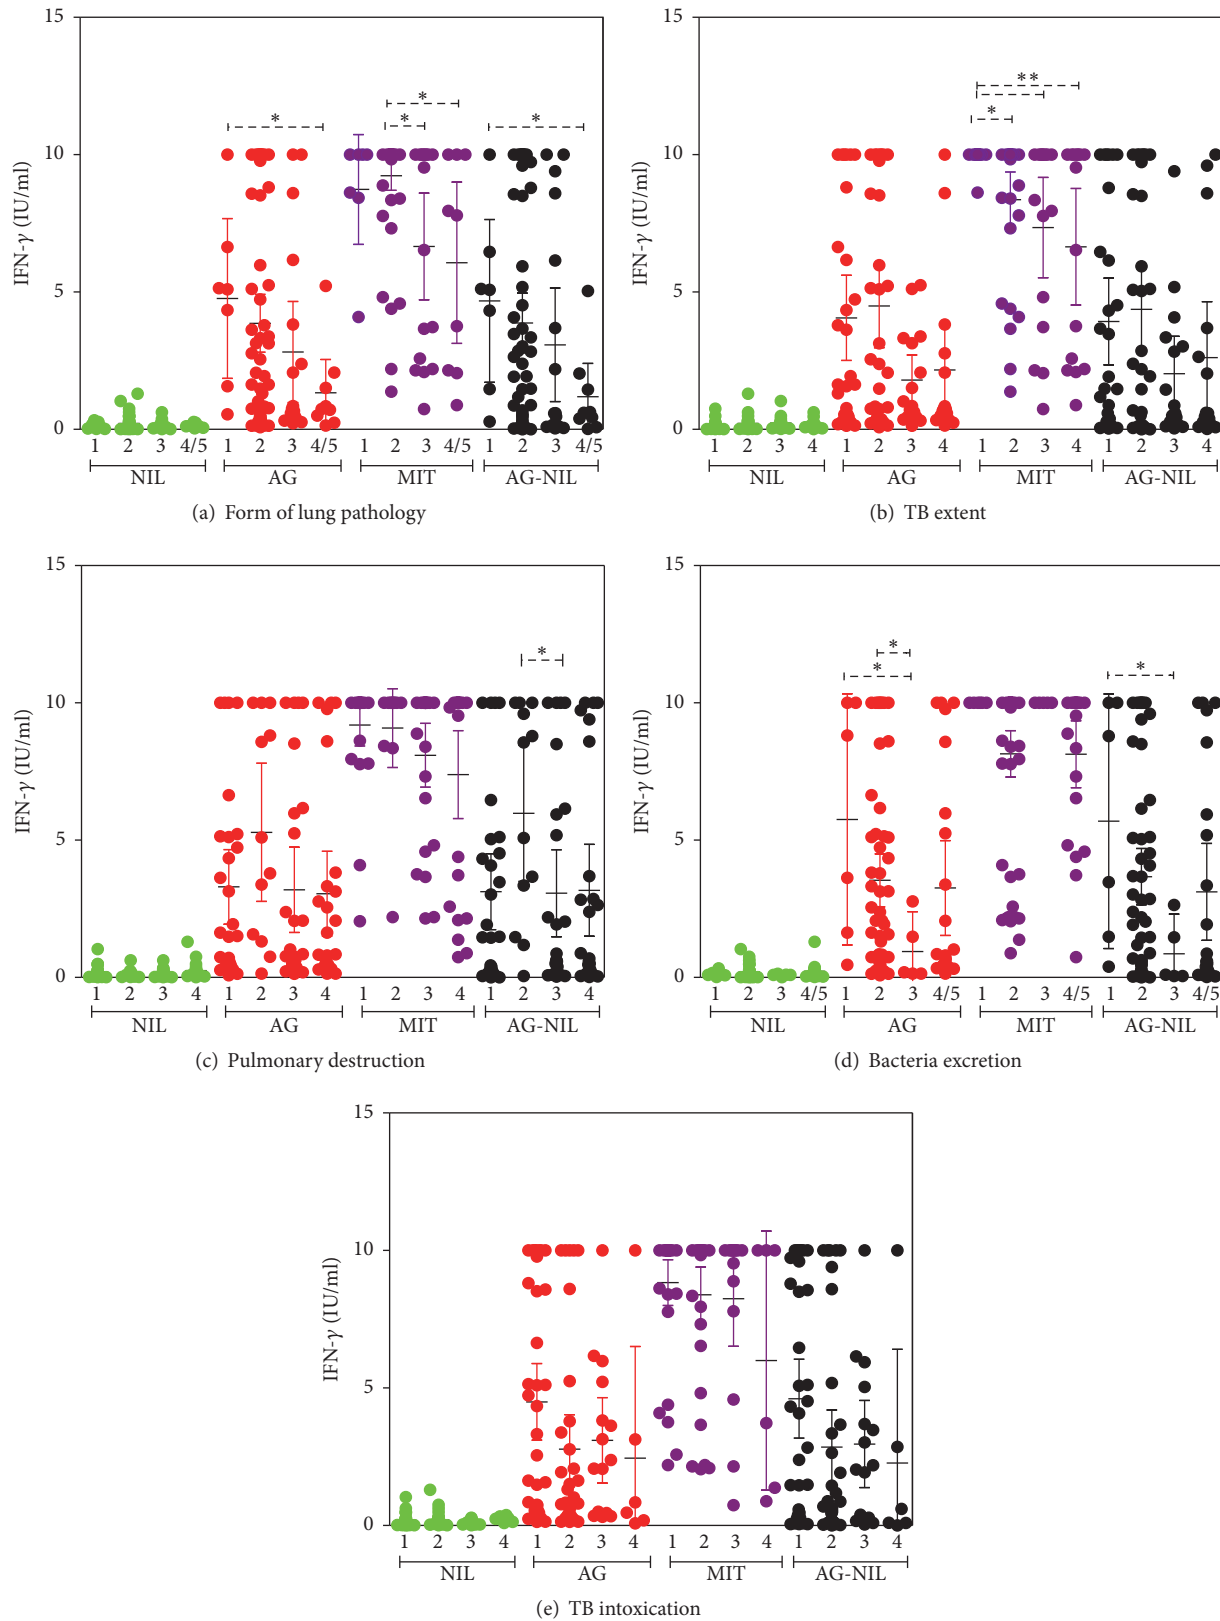 15
10
5
0
IFN-γ (IU/ml)
*
*
*
*
1 2 3 4/5 1 2 3 4/5 1 2 3 4/5 1 2 3 4/5
NIL AG MIT AG-NIL
(a) Form of lung pathology
15
10
5
0
IFN-γ (IU/ml)
**
*
1 2 3 4 1 2 3 4 1 2 3 4 1 2 3 4
NIL AG MIT AG-NIL
(b) TB extent
15
10
5
0
IFN-γ (IU/ml)
*
1 2 3 4 1 2 3 4 1 2 3 4 1 2 3 4
NIL AG MIT AG-NIL
(c) Pulmonary destruction
15
10
5
0
IFN-γ (IU/ml)
*
*
*
1 2 3 4/5 1 2 3 4/5 1 2 3 4/5 1 2 3 4/5
NIL AG MIT AG-NIL
(d) Bacteria excretion
15
10
5
0
IFN-γ (IU/ml)
1 2 3 4 1 2 3 4 1 2 3 4 1 2 3 4
NIL AG MIT AG-NIL
(e) TB intoxication